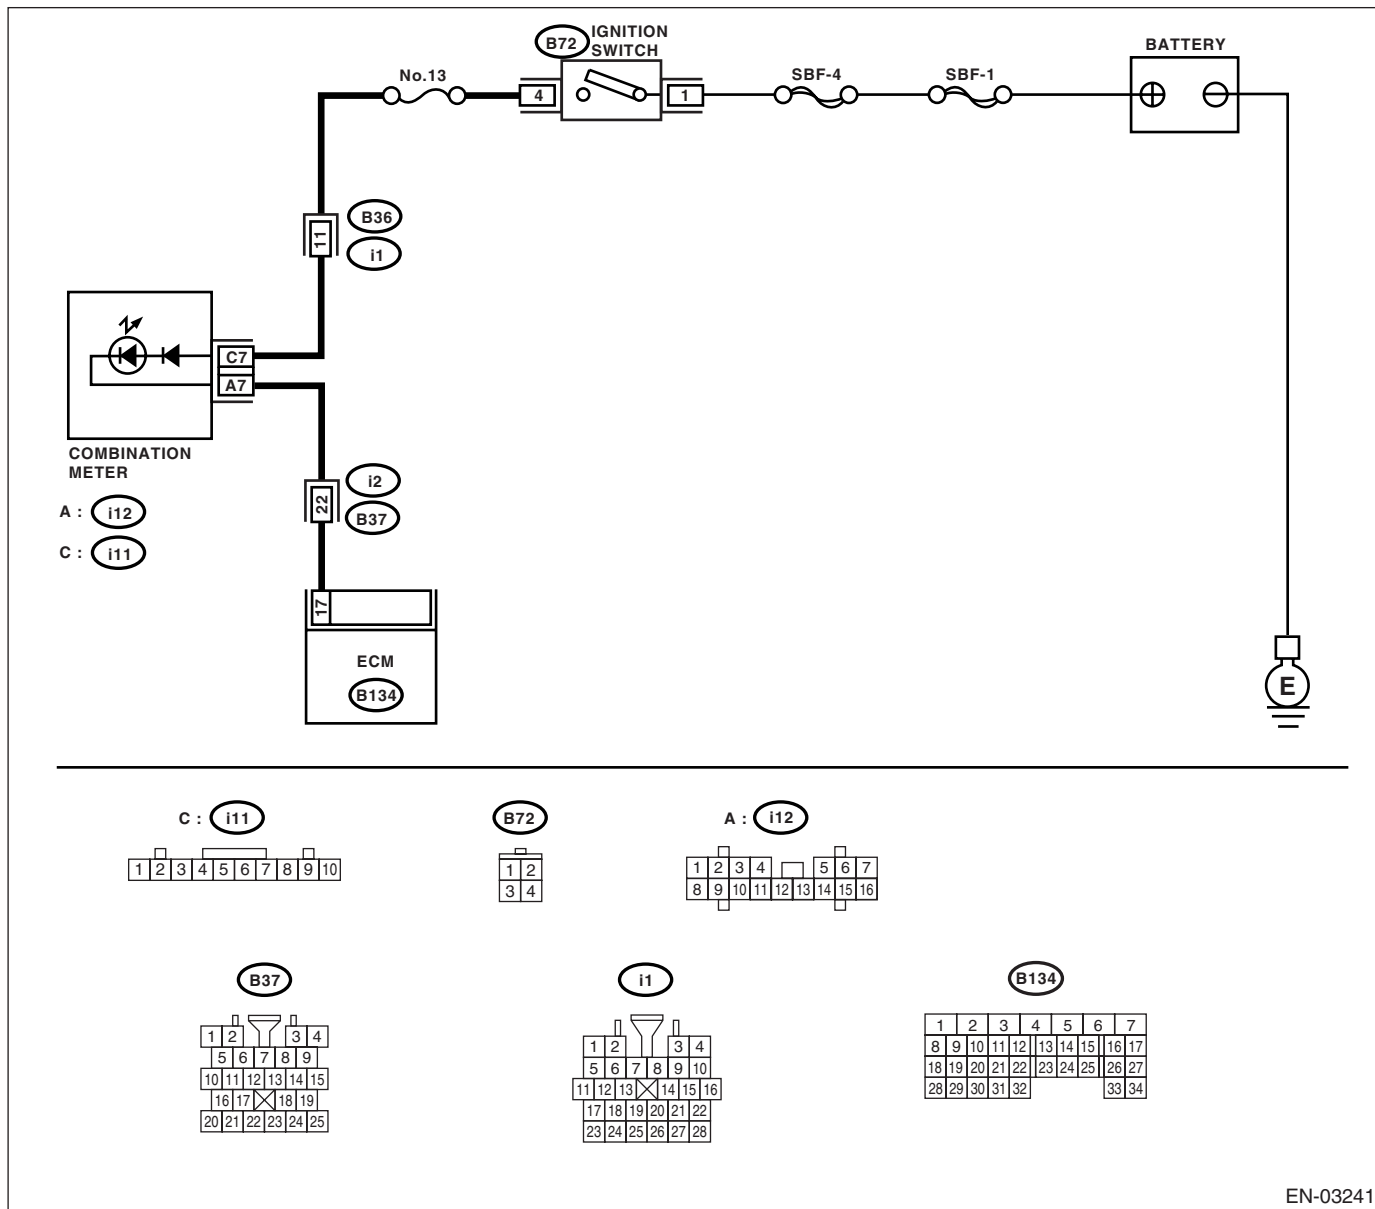 B72
IGNITION
SWITCH
BATTERY
No.13
4
1
SBF-4
SBF-1
11
B36
i1
C7
A7
COMBINATION
METER
A : i12
C : i11
22
i2
B37
17
ECM
B134
E
C : i11
1 2 3 4 5 6 7 8 9 10
B72
1 2
3 4
A : i12
1 2 3 4 5 6 7
8 9 10 11 12 13 14 15 16
B37
1 2 3 4
5 6 7 8 9
10 11 12 13 14 15
16 17 18 19
20 21 22 23 24 25
i1
1 2 3 4
5 6 7 8 9 10
11 12 13 14 15 16
17 18 19 20 21 22
23 24 25 26 27 28
B134
1 2 3 4 5 6 7
8 9 10 11 12 13 14 15 16 17
18 19 20 21 22 23 24 25 26 27
28 29 30 31 32 33 34
EN-03241